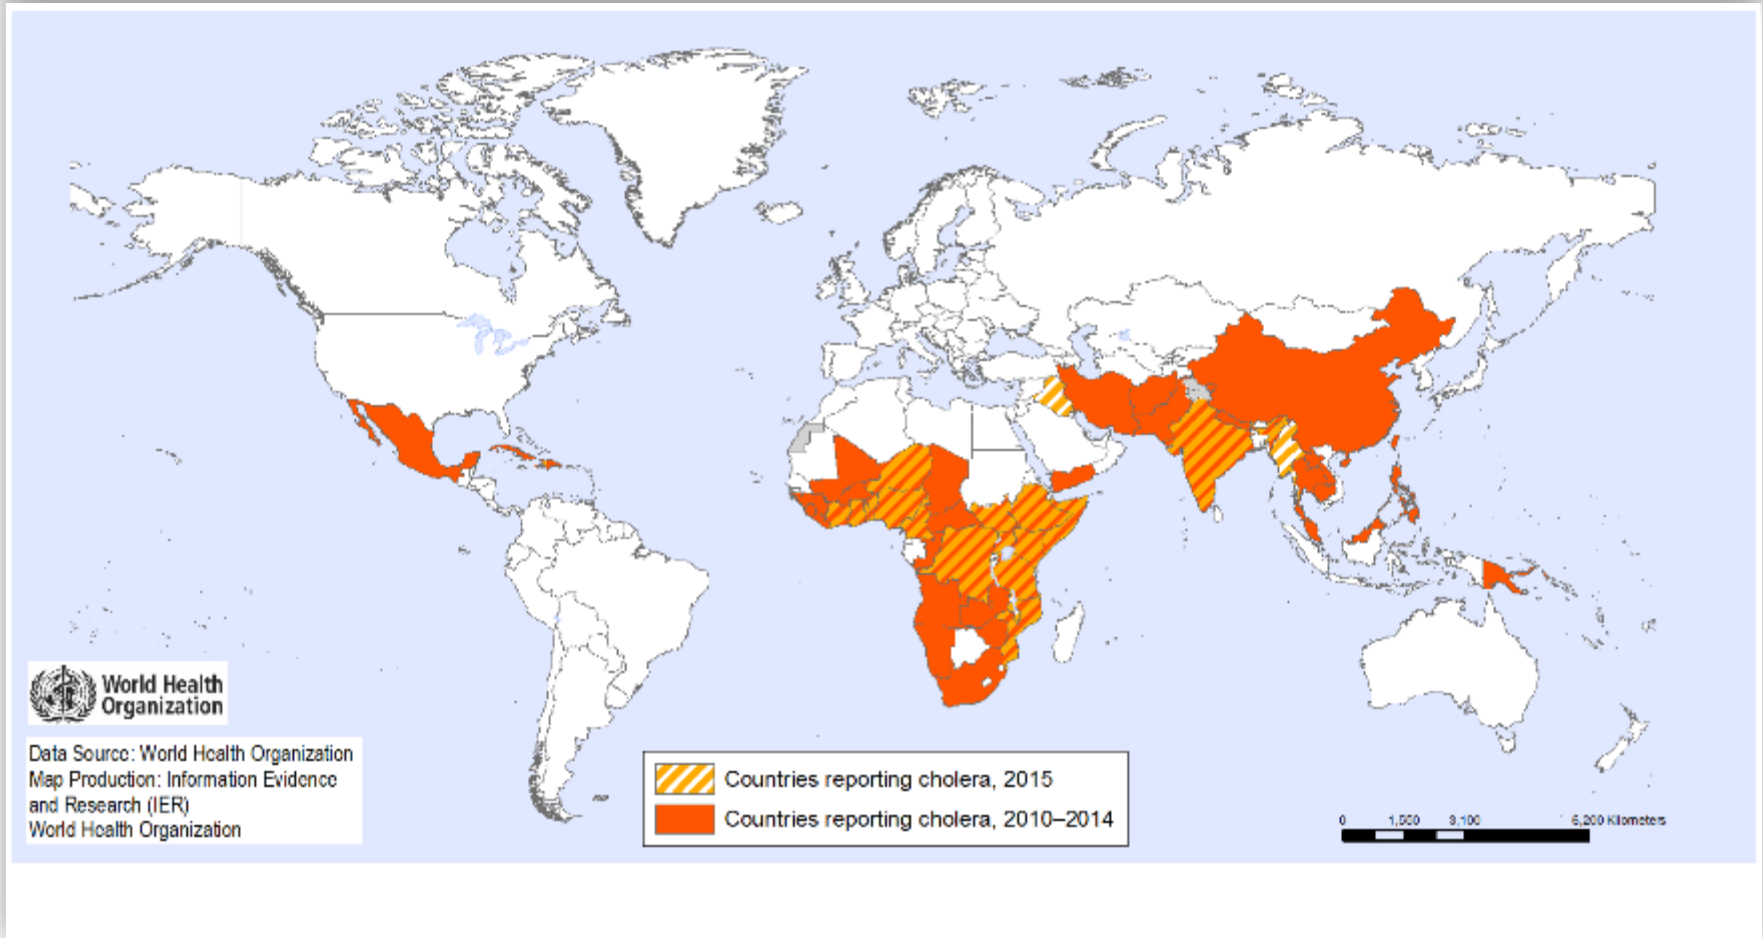 World Health
Organization
Data Source: World Health Organization
Map Production: Information Evidence
and Research (IER)
World Health Organization
Countries reporting cholera, 2015
Countries reporting cholera, 2010–2014
0 1,500 3,100 6,200 Kilometers